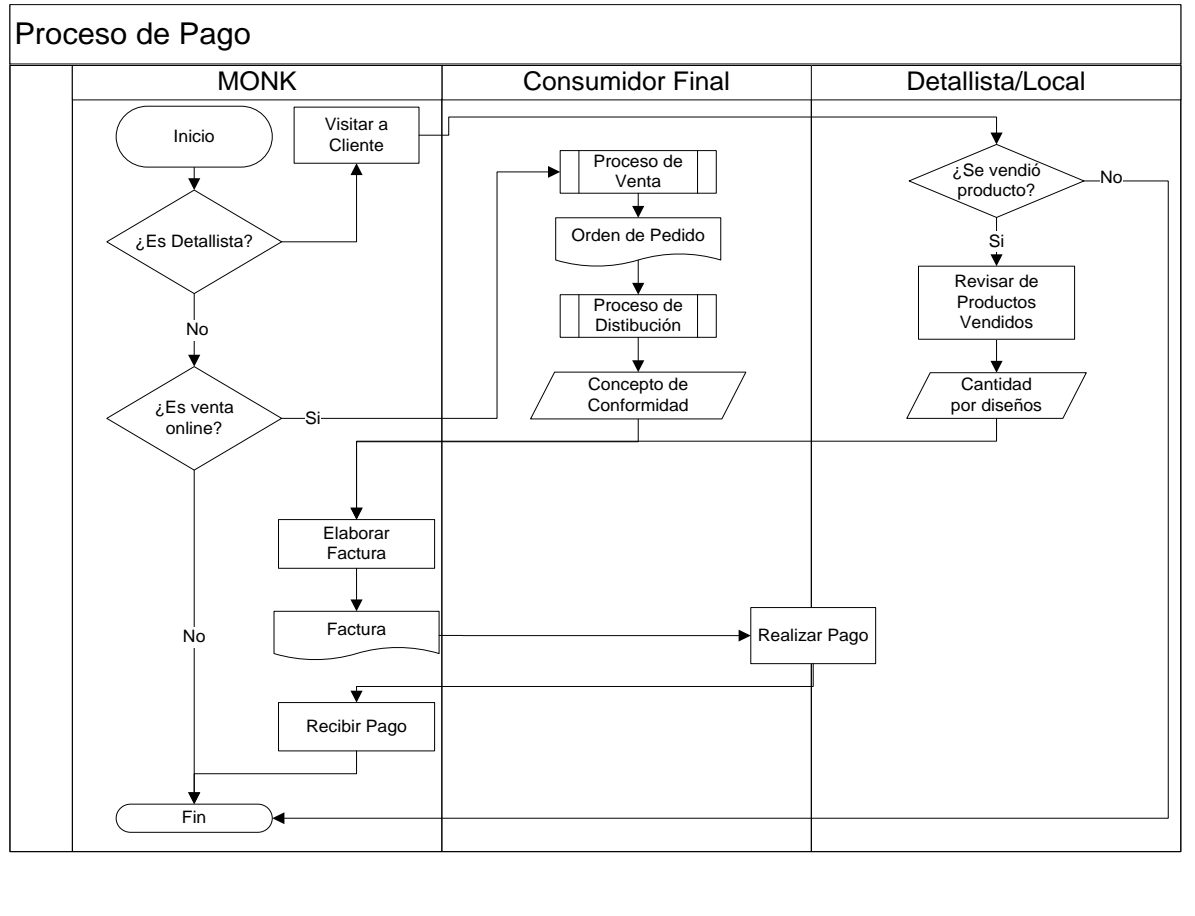 Proceso de Pago
MONK
Consumidor Final
Detallista/Local
Inicio
Visitar a
Cliente
¿Es Detallista?
No
¿Es venta
online?
Si
No
Proceso de
Venta
Orden de Pedido
Proceso de
Distibución
Concepto de
Conformidad
¿Se vendió
producto?
No
Si
Revisar de
Productos
Vendidos
Cantidad
por diseños
Elaborar
Factura
Factura
Realizar Pago
Recibir Pago
Fin